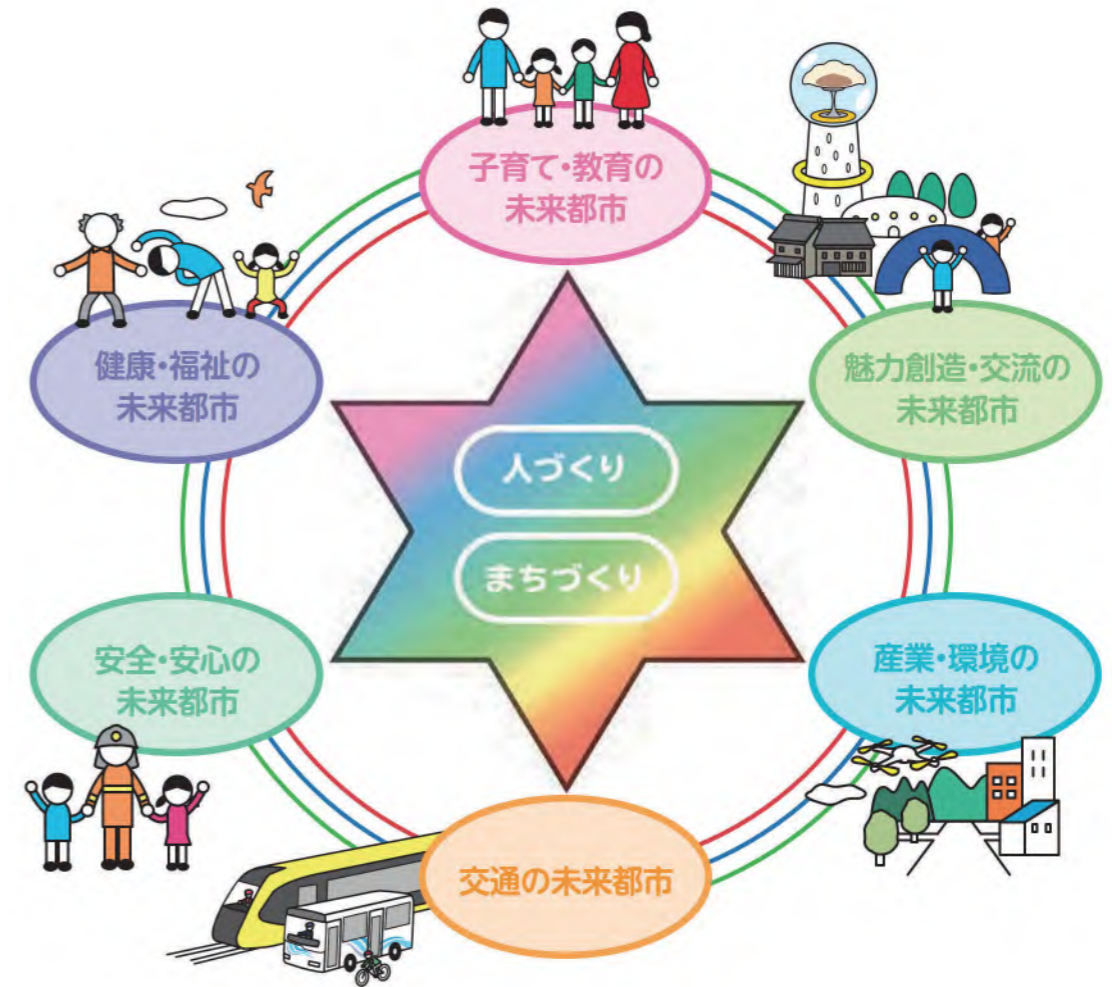 子育て・教育の
未来都市
健康・福祉の
未来都市
魅力創造・交流の
未来都市
人づくり
まちづくり
安全・安心の
未来都市
産業・環境の
未来都市
交通の未来都市